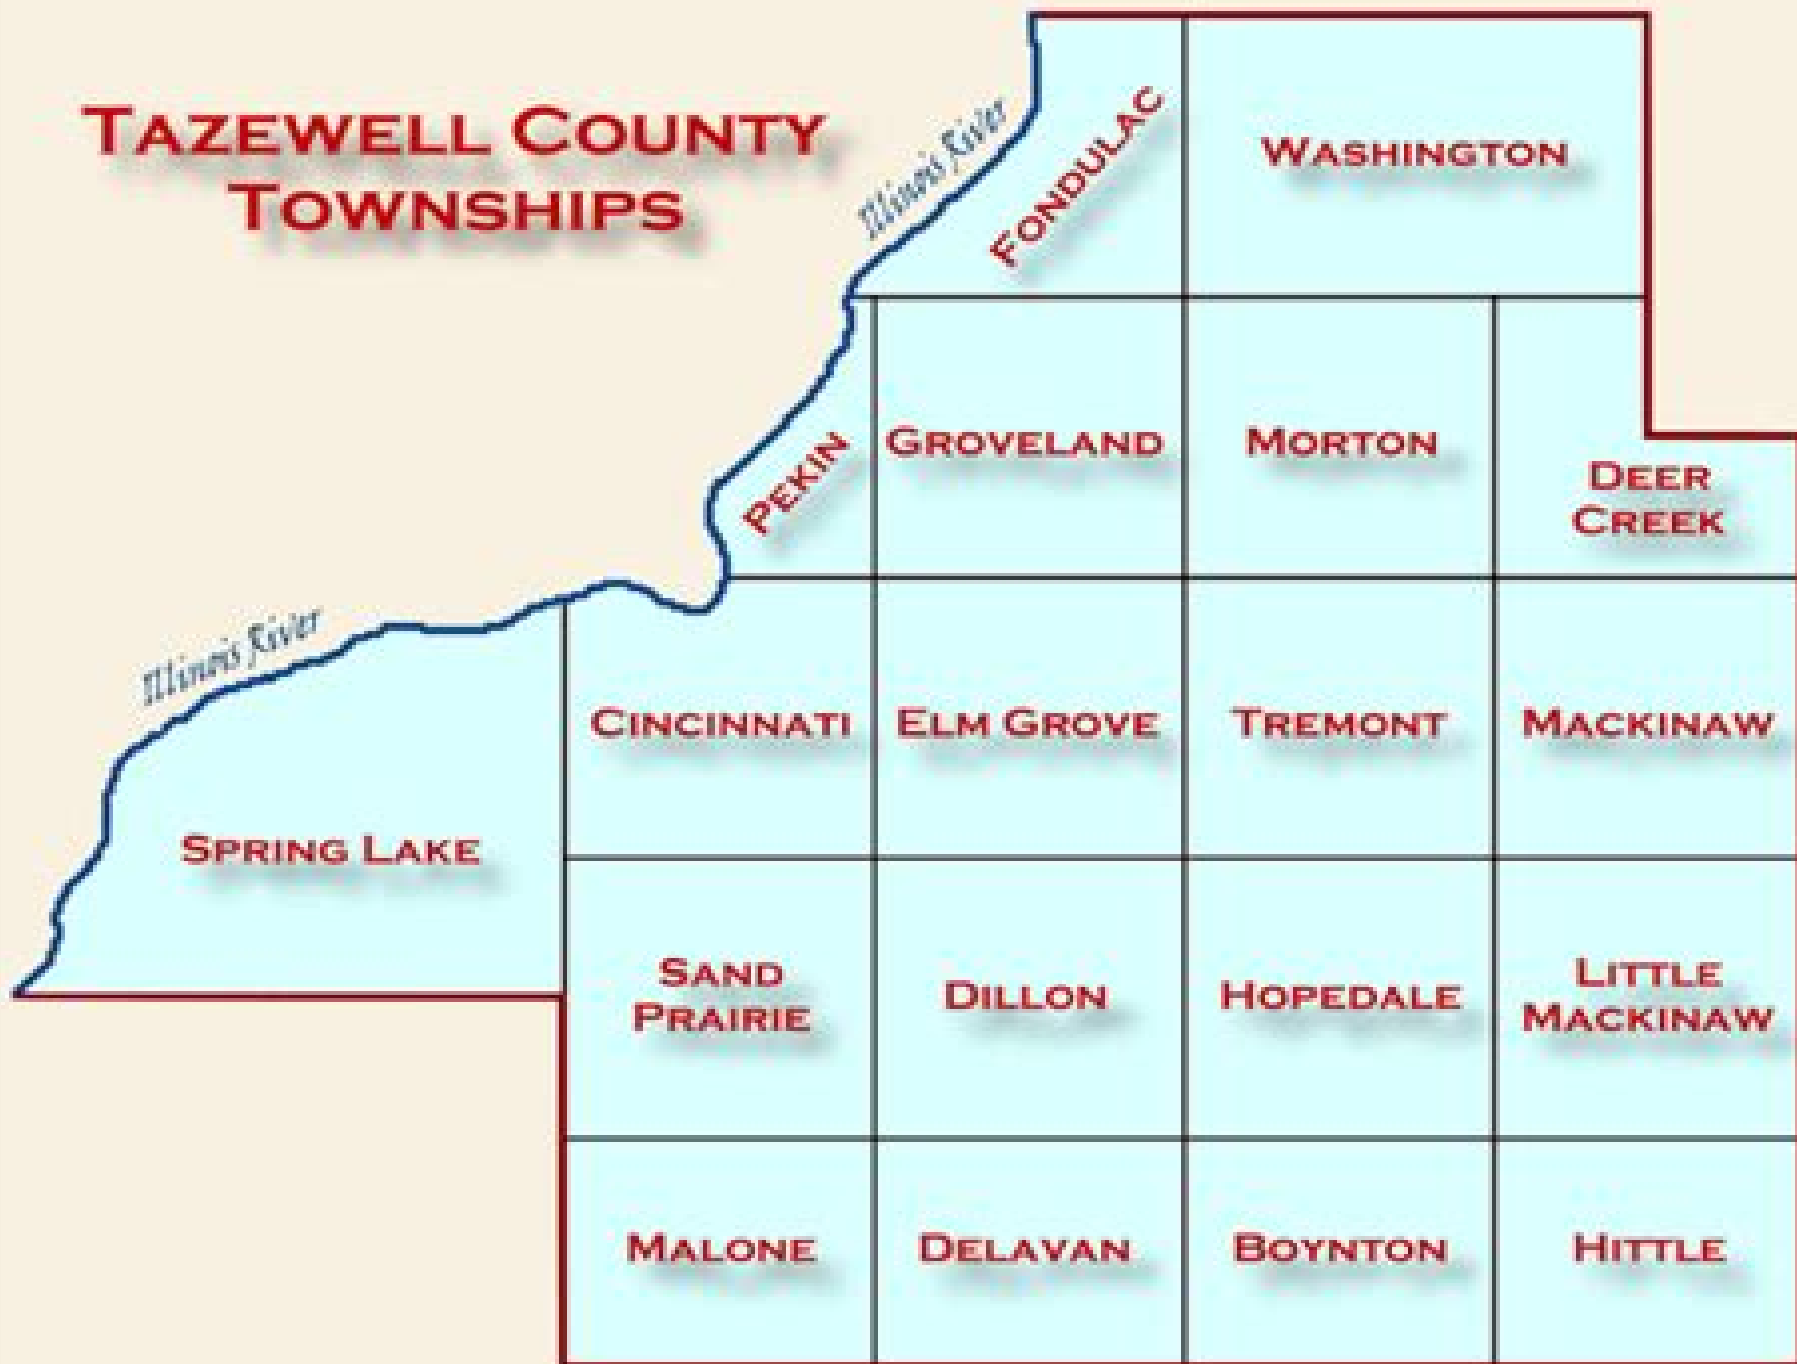 TAZEWELL COUNTY
TOWNSHIPS
Illinois River
FONDULAC
WASHINGTON
PEKIN
GROVELAND
MORTON
DEER
CREEK
Illinois River
CINCINNATI
ELM GROVE
TREMONT
MACKINAW
SPRING LAKE
SAND
PRAIRIE
DILLON
HOPEDALE
LITTLE
MACKINAW
MALONE
DELAVAN
BOYNTON
HITTLE